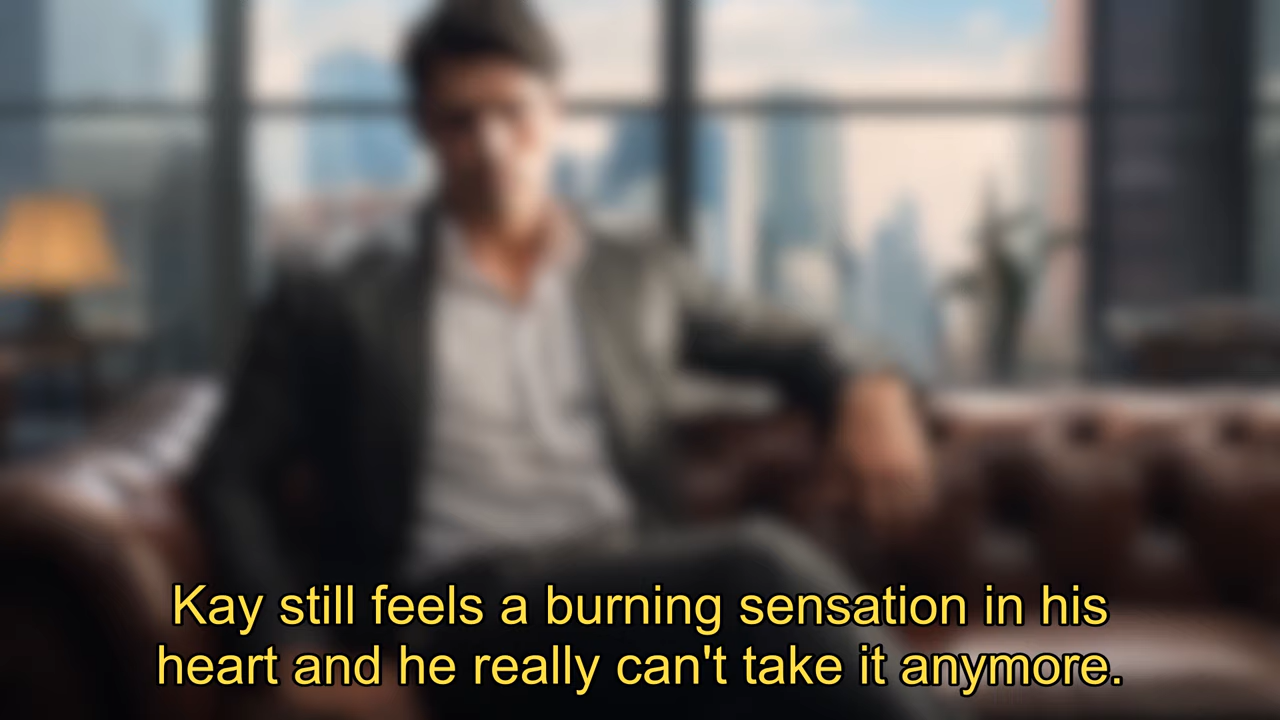 Kay still feels a burning sensation in his
heart and he really can't take it anymore.